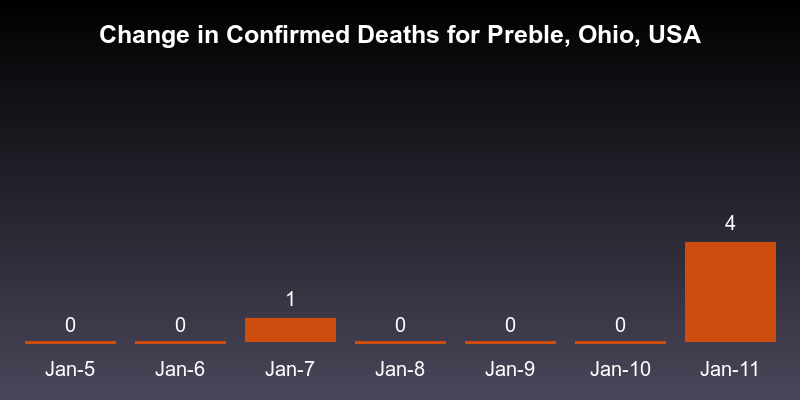 Change in Confirmed Deaths for Preble, Ohio, USA
4
1
0 0 0 0 0
Jan-5 Jan-6 Jan-7 Jan-8 Jan-9 Jan-10 Jan-11